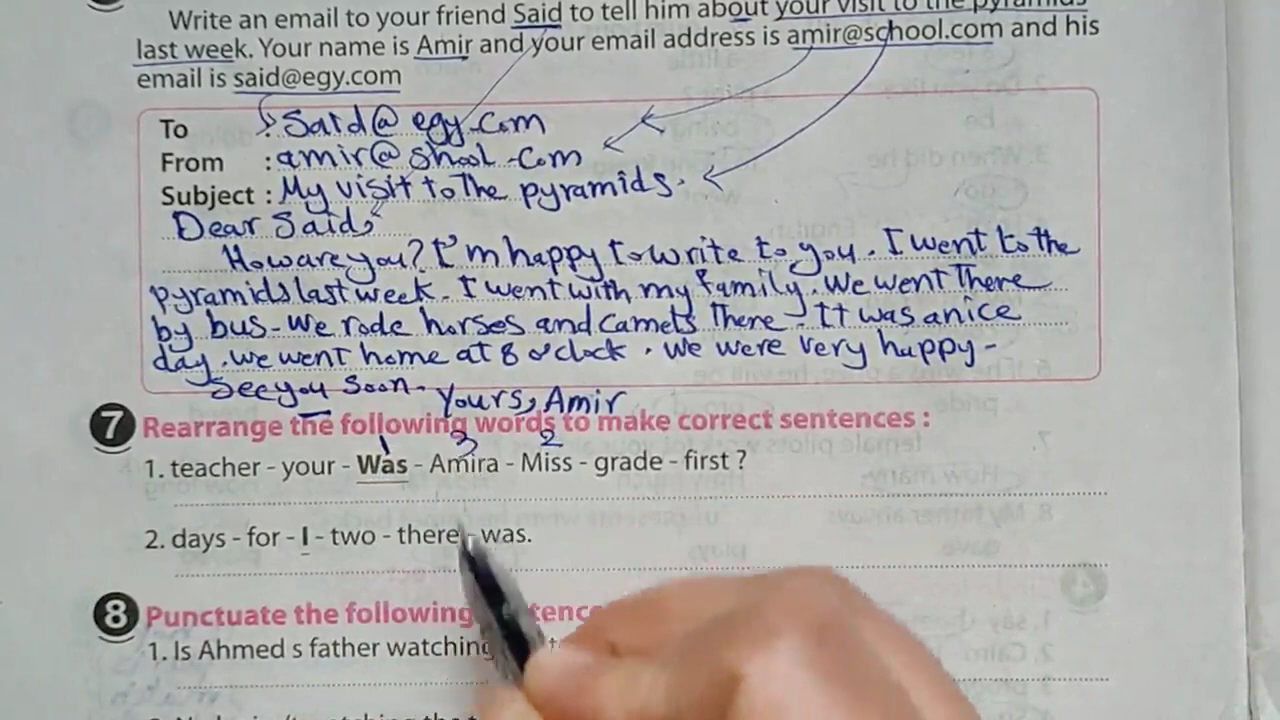 Write an email to your friend Said to tell him about your visit to the pyramids
last week. Your name is Amir and your email address is amir@school.com and his
email is said@egy.com
To : Said@egy.com
From : amir@shool.com
Subject : My visit to The pyramids.
Dear Said,
How are you? I'm happy to write to you. I went to the
pyramids last week. I went with my family. We went There
by bus. We rode horses and camels There. It was a nice
day. we went home at 8 o'clock. We were very happy.
See you soon. Yours, Amir
7 Rearrange the following words to make correct sentences :
1 3 2
1. teacher - your - Was - Amira - Miss - grade - first ?
2. days - for - I - two - there - was.
8 Punctuate the following
1. Is Ahmed s father watching